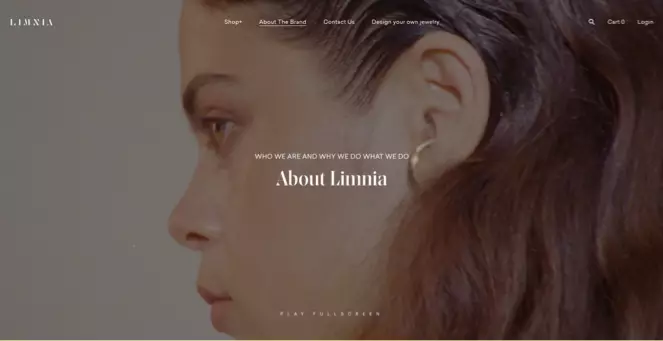 LIMNIA
Shop+
About The Brand
Contact Us
Design your own jewelry
Cart 0
Login
WHO WE ARE AND WHY WE DO WHAT WE DO
About Limnia
PLAY FULLSCREEN